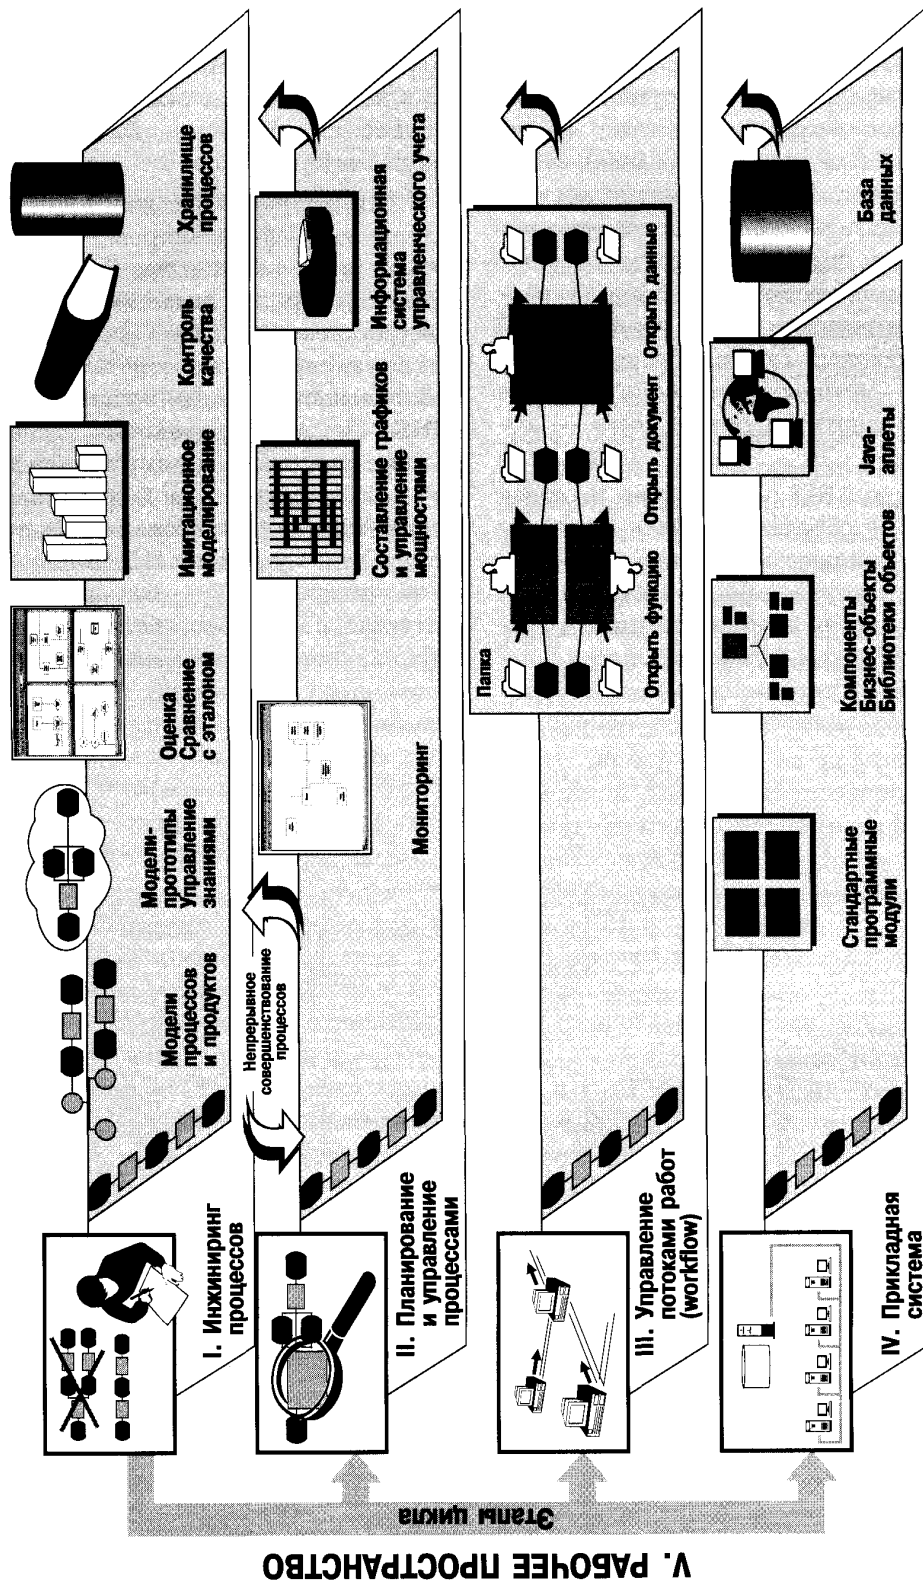 V. РАБОЧЕЕ ПРОСТРАНСТВО
Этапы цикла
I. Инжиниринг
процессов
Модели
процессов
и продуктов
Модели-
прототипы
Управление
знаниями
Оценка
Сравнение
с эталоном
Имитационное
моделирование
Контроль
качества
Хранилище
процессов
II. Планирование
и управление
процессами
Непрерывное
совершенствование
процессов
Мониторинг
Составление графиков
и управление
мощностями
Информационная
система
управленческого учета
III. Управление
потоками работ
(workflow)
Папка
Открыть функцию
Открыть документ
Открыть данные
IV. Прикладная
система
Стандартные
программные
модули
Компоненты
Бизнес-объекты
Библиотеки объектов
Java-
аплеты
База
данных